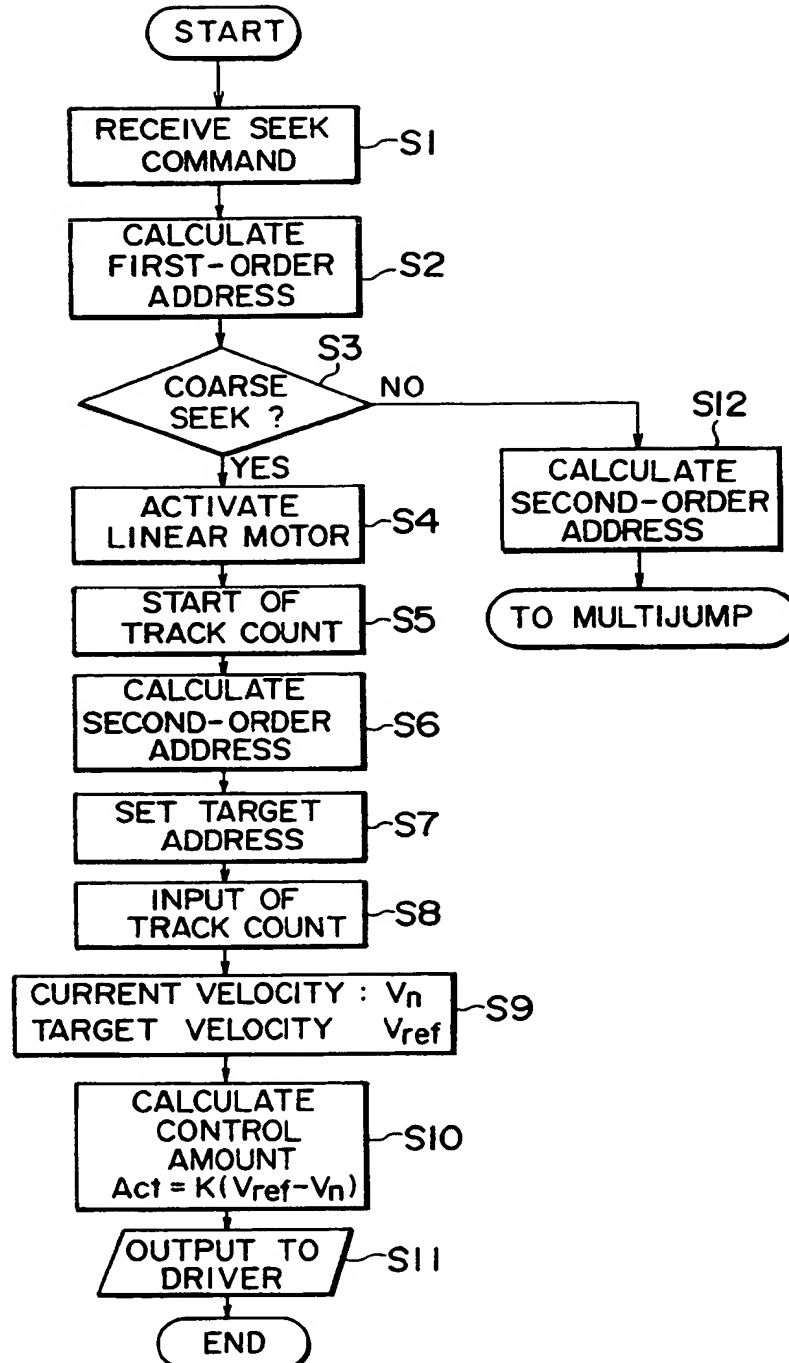 START
RECEIVE SEEK
COMMAND
S1
CALCULATE
FIRST-ORDER
ADDRESS
S2
S3
COARSE
SEEK ?
NO
YES
S12
CALCULATE
SECOND-ORDER
ADDRESS
TO MULTIJUMP
ACTIVATE
LINEAR MOTOR
S4
START OF
TRACK COUNT
S5
CALCULATE
SECOND-ORDER
ADDRESS
S6
SET TARGET
ADDRESS
S7
INPUT OF
TRACK COUNT
S8
CURRENT VELOCITY : Vn
TARGET VELOCITY Vref
S9
CALCULATE
CONTROL
AMOUNT
Act = K(Vref-Vn)
S10
OUTPUT TO
DRIVER
S11
END